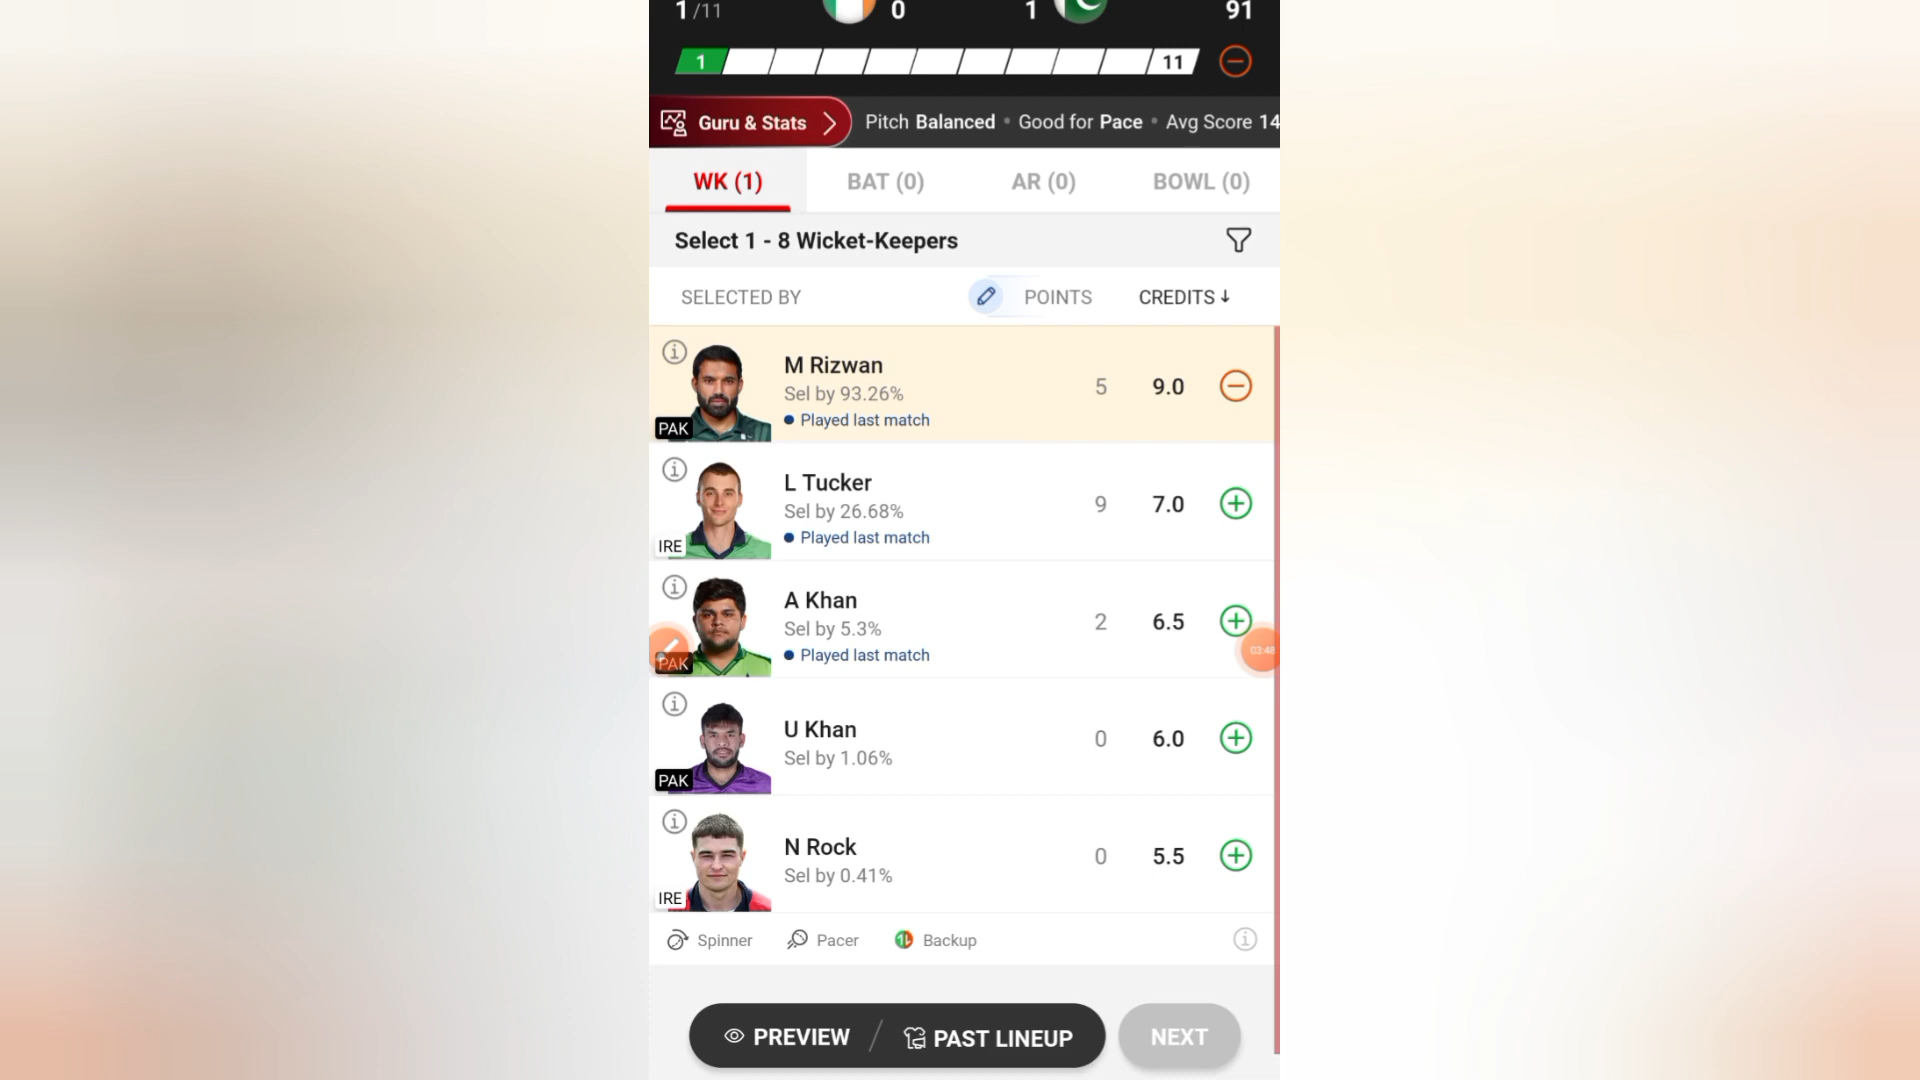 1/11 0 1 91
1 11
Guru & Stats Pitch Balanced • Good for Pace • Avg Score 14
WK (1) BAT (0) AR (0) BOWL (0)
Select 1 - 8 Wicket-Keepers
SELECTED BY POINTS CREDITS↓
M Rizwan
Sel by 93.26%
Played last match
5 9.0
PAK
L Tucker
Sel by 26.68%
Played last match
9 7.0
IRE
A Khan
Sel by 5.3%
Played last match
2 6.5
PAK
03:48
U Khan
Sel by 1.06%
0 6.0
PAK
N Rock
Sel by 0.41%
0 5.5
IRE
Spinner Pacer Backup
PREVIEW / PAST LINEUP NEXT